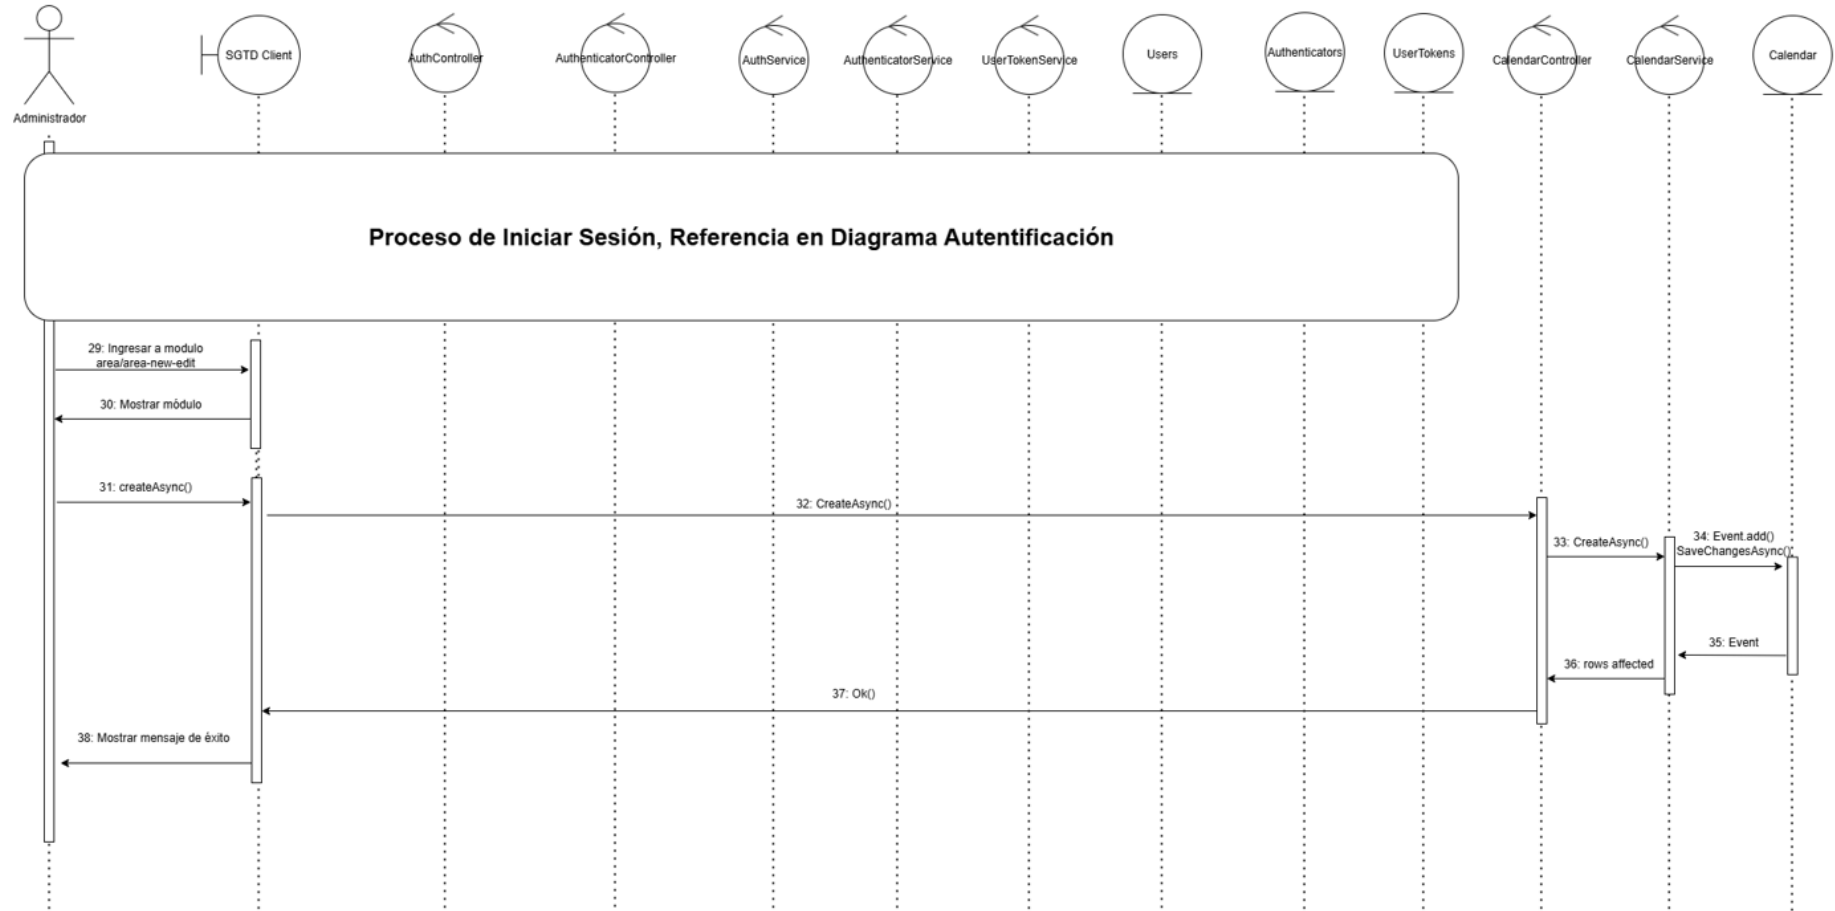 Administrador
SGTD Client
AuthController
AuthenticatorController
AuthService
AuthenticatorService
UserTokenService
Users
Authenticators
UserTokens
CalendarController
CalendarService
Calendar
Proceso de Iniciar Sesión, Referencia en Diagrama Autentificación
29: Ingresar a modulo
area/area-new-edit
30: Mostrar módulo
31: createAsync()
32: CreateAsync()
33: CreateAsync()
34: Event.add()
SaveChangesAsync()
35: Event
36: rows affected
37: Ok()
38: Mostrar mensaje de éxito